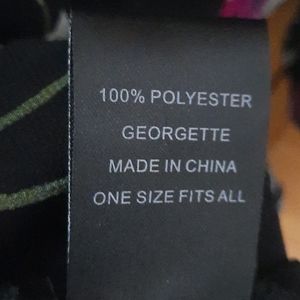 100% POLYESTER
GEORGETTE
MADE IN CHINA
ONE SIZE FITS ALL